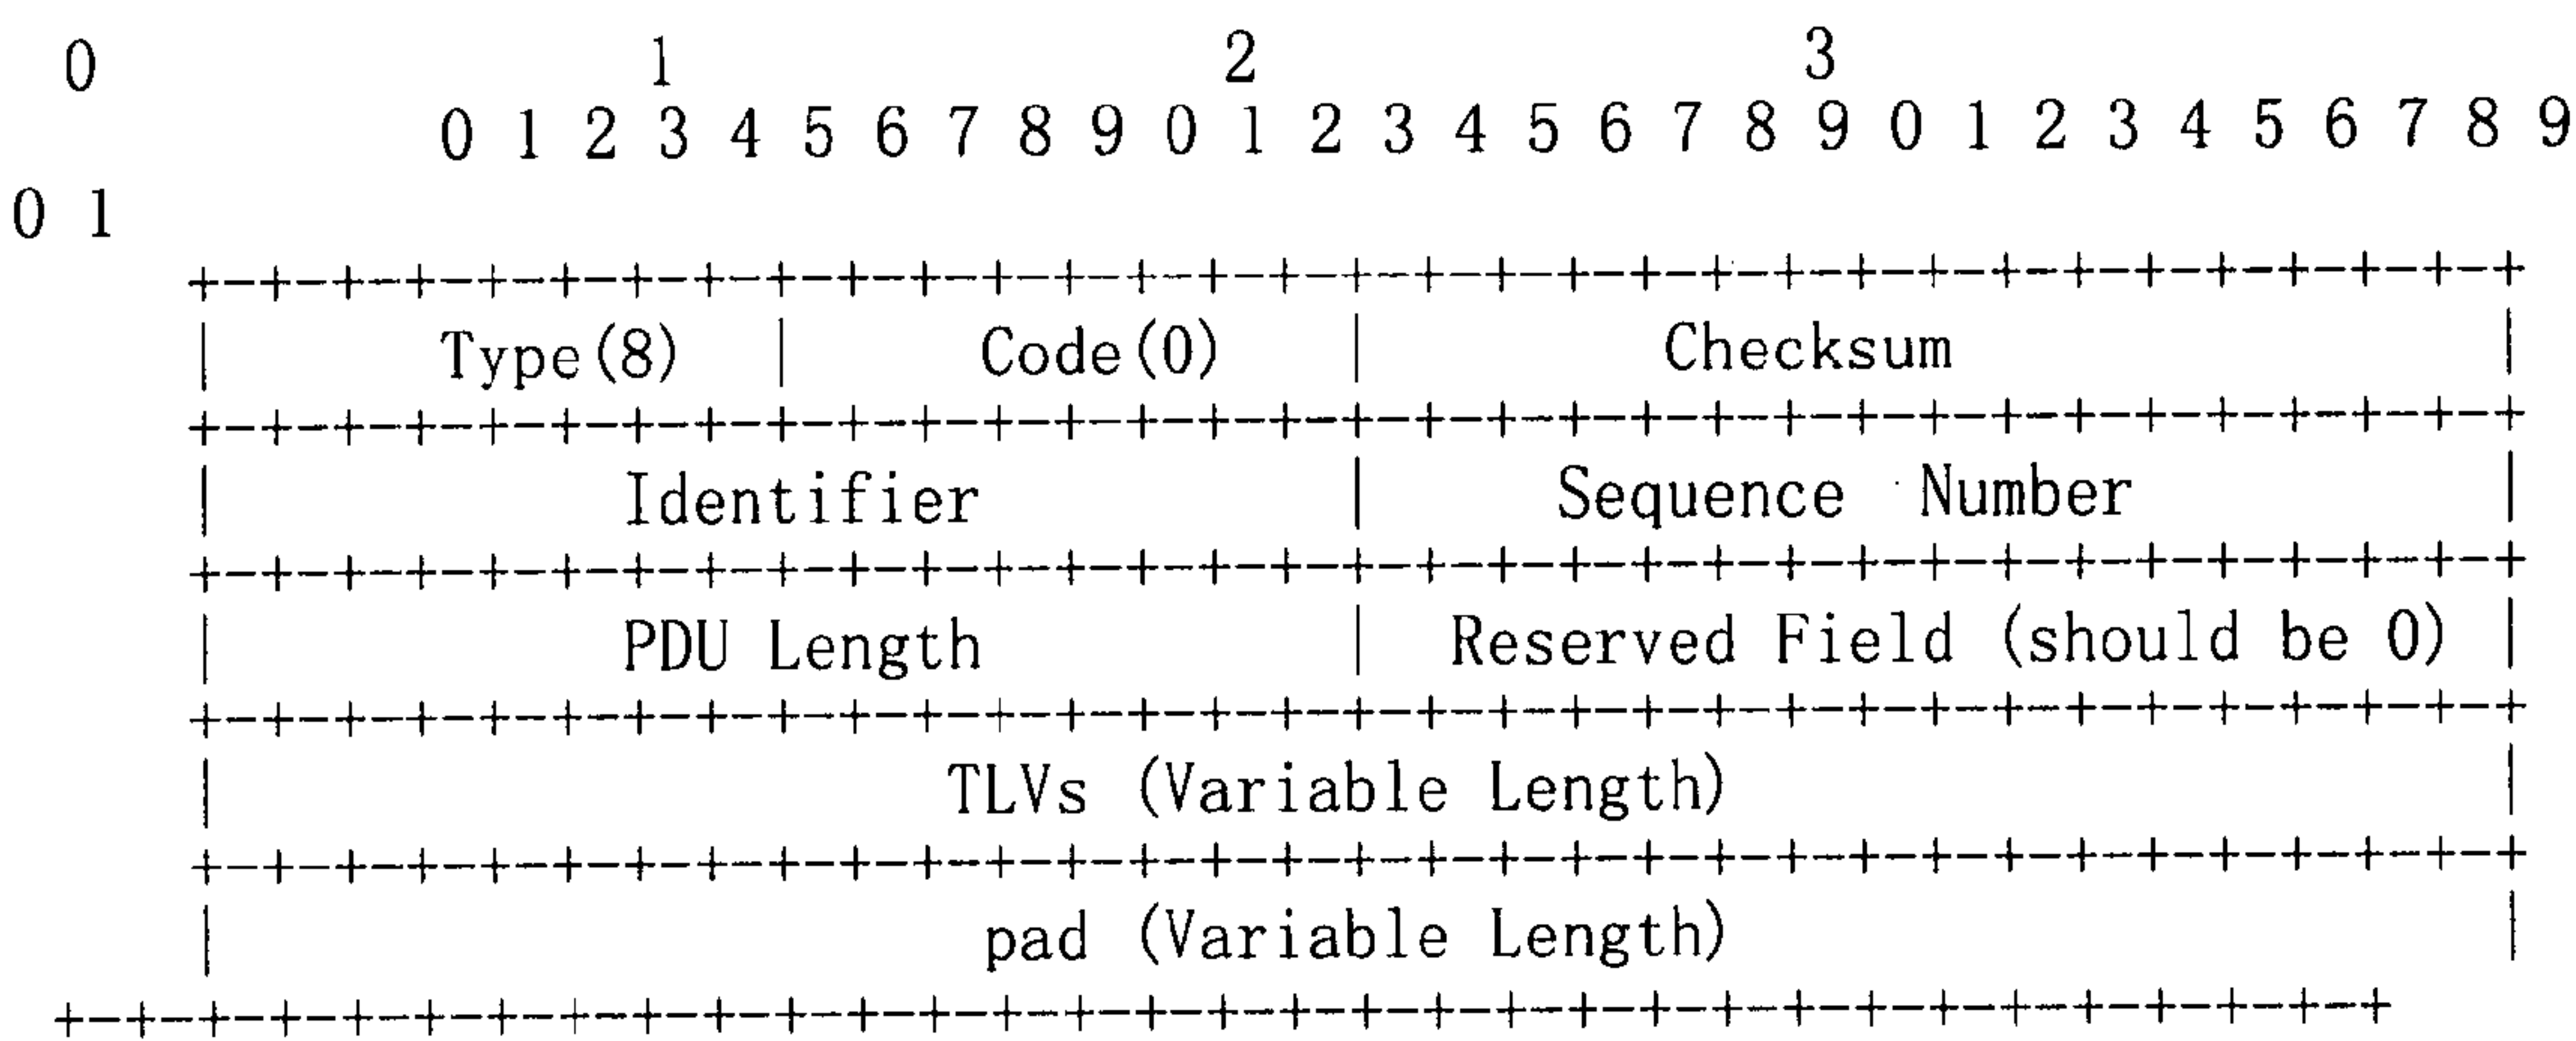 0 1 2 3
0 1 2 3 4 5 6 7 8 9 0 1 2 3 4 5 6 7 8 9 0 1 2 3 4 5 6 7 8 9
0 1
+-+-+-+-+-+-+-+-+-+-+-+-+-+-+-+-+-+-+-+-+-+-+-+-+-+-+-+-+-+-+-+-+
| Type(8) | Code(0) | Checksum |
+-+-+-+-+-+-+-+-+-+-+-+-+-+-+-+-+-+-+-+-+-+-+-+-+-+-+-+-+-+-+-+-+
| Identifier | Sequence Number |
+-+-+-+-+-+-+-+-+-+-+-+-+-+-+-+-+-+-+-+-+-+-+-+-+-+-+-+-+-+-+-+-+
| PDU Length | Reserved Field (should be 0) |
+-+-+-+-+-+-+-+-+-+-+-+-+-+-+-+-+-+-+-+-+-+-+-+-+-+-+-+-+-+-+-+-+
| TLVs (Variable Length) |
+-+-+-+-+-+-+-+-+-+-+-+-+-+-+-+-+-+-+-+-+-+-+-+-+-+-+-+-+-+-+-+-+
| pad (Variable Length) |
+-+-+-+-+-+-+-+-+-+-+-+-+-+-+-+-+-+-+-+-+-+-+-+-+-+-+-+-+-+-+-+-+